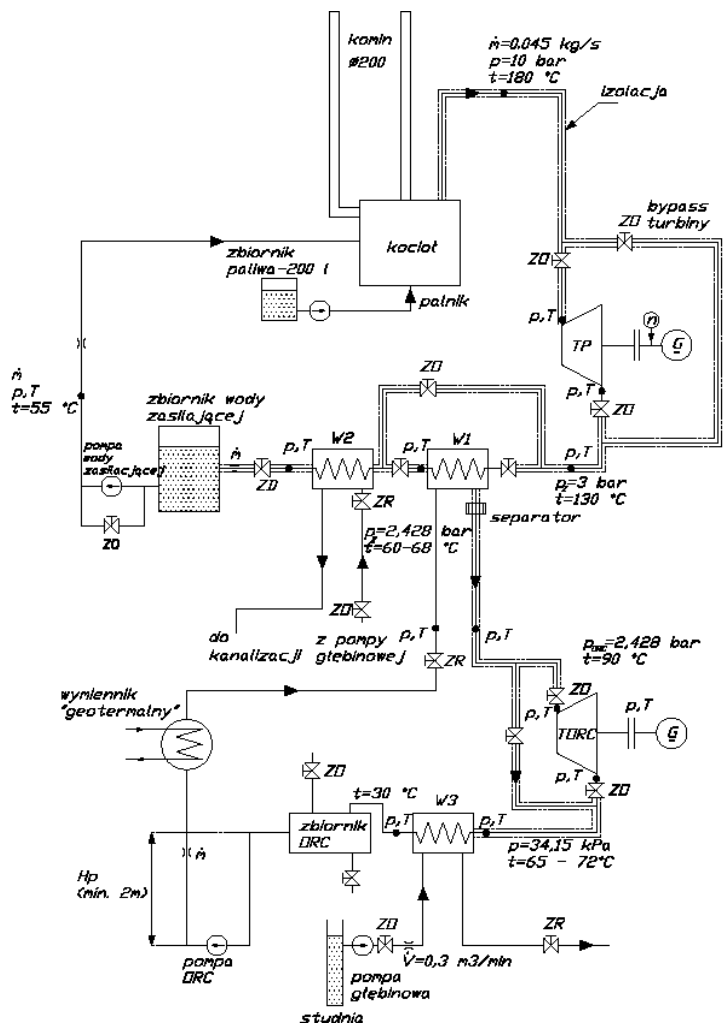 komin
ø200
ṁ=0,045 kg/s
p=10 bar
t=180 °C
izolacja
bypass
turbiny
ZO
ZO
kocioł
zbiornik
paliwa-200 l
palnik
p,T
TP
n
G
p,T
ZO
ṁ
p,T
t=55 °C
zbiornik wody
zasilającej
pompa
wody
zasilającej
ZO
ṁ
ZO
p,T
W2
ZO
p,T
W1
p,T
p₂=3 bar
t=130 °C
separator
ZR
p=2,428 bar
t=60-68 °C
ZO
do
kanalizacji
z pompy
głębinowej
p,T
p,T
ZR
pORC=2,428 bar
t=90 °C
wymiennik
"geotermalny"
ZO
p,T
TORC
p,T
G
p,T
ZO
ZO
t=30 °C
zbiornik
ORC
p,T
W3
p,T
p=34,15 kPa
t=65 - 72°C
ṁ
Hp
(min. 2m)
pompa
ORC
ZO
V̇=0,3 m3/min
ZR
pompa
głębinowa
studnia